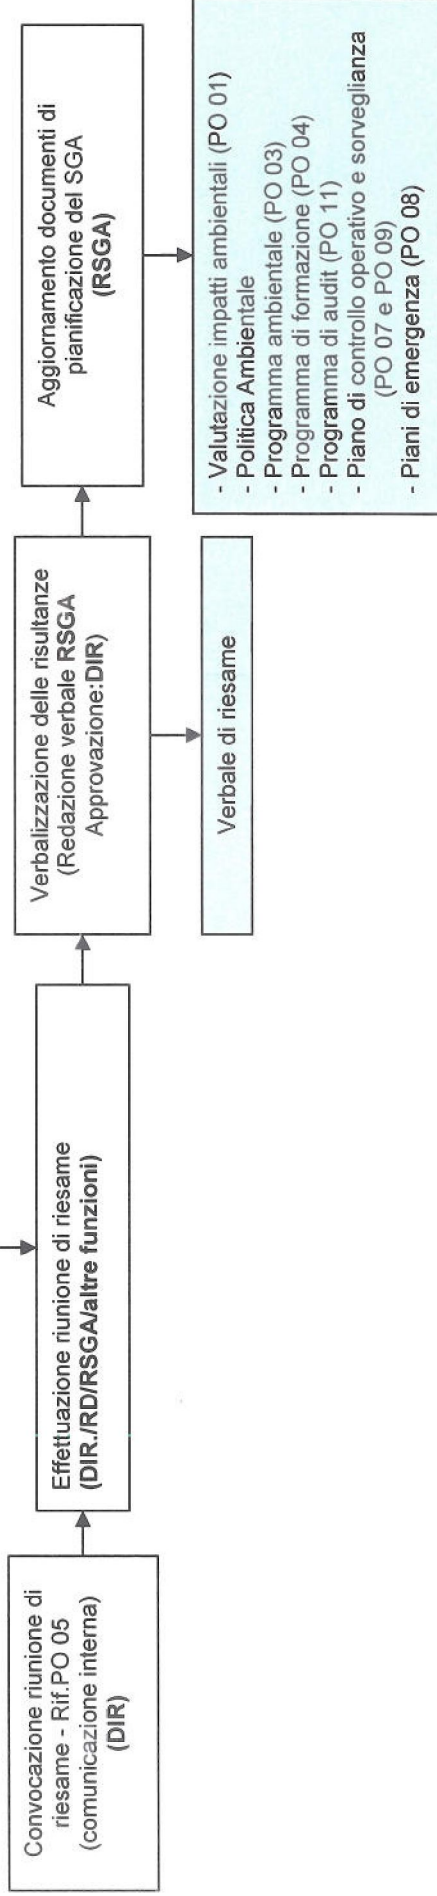 Convocazione riunione di
riesame - Rif.PO 05
(comunicazione interna)
(DIR)
Effettuazione riunione di riesame
(DIR./RD/RSGA/altre funzioni)
Verbalizzazione delle risultanze
(Redazione verbale RSGA
Approvazione:DIR)
Verbale di riesame
Aggiornamento documenti di
pianificazione del SGA
(RSGA)
- Valutazione impatti ambientali (PO 01)
- Politica Ambientale
- Programma ambientale (PO 03)
- Programma di formazione (PO 04)
- Programma di audit (PO 11)
- Piano di controllo operativo e sorveglianza
(PO 07 e PO 09)
- Piani di emergenza (PO 08)